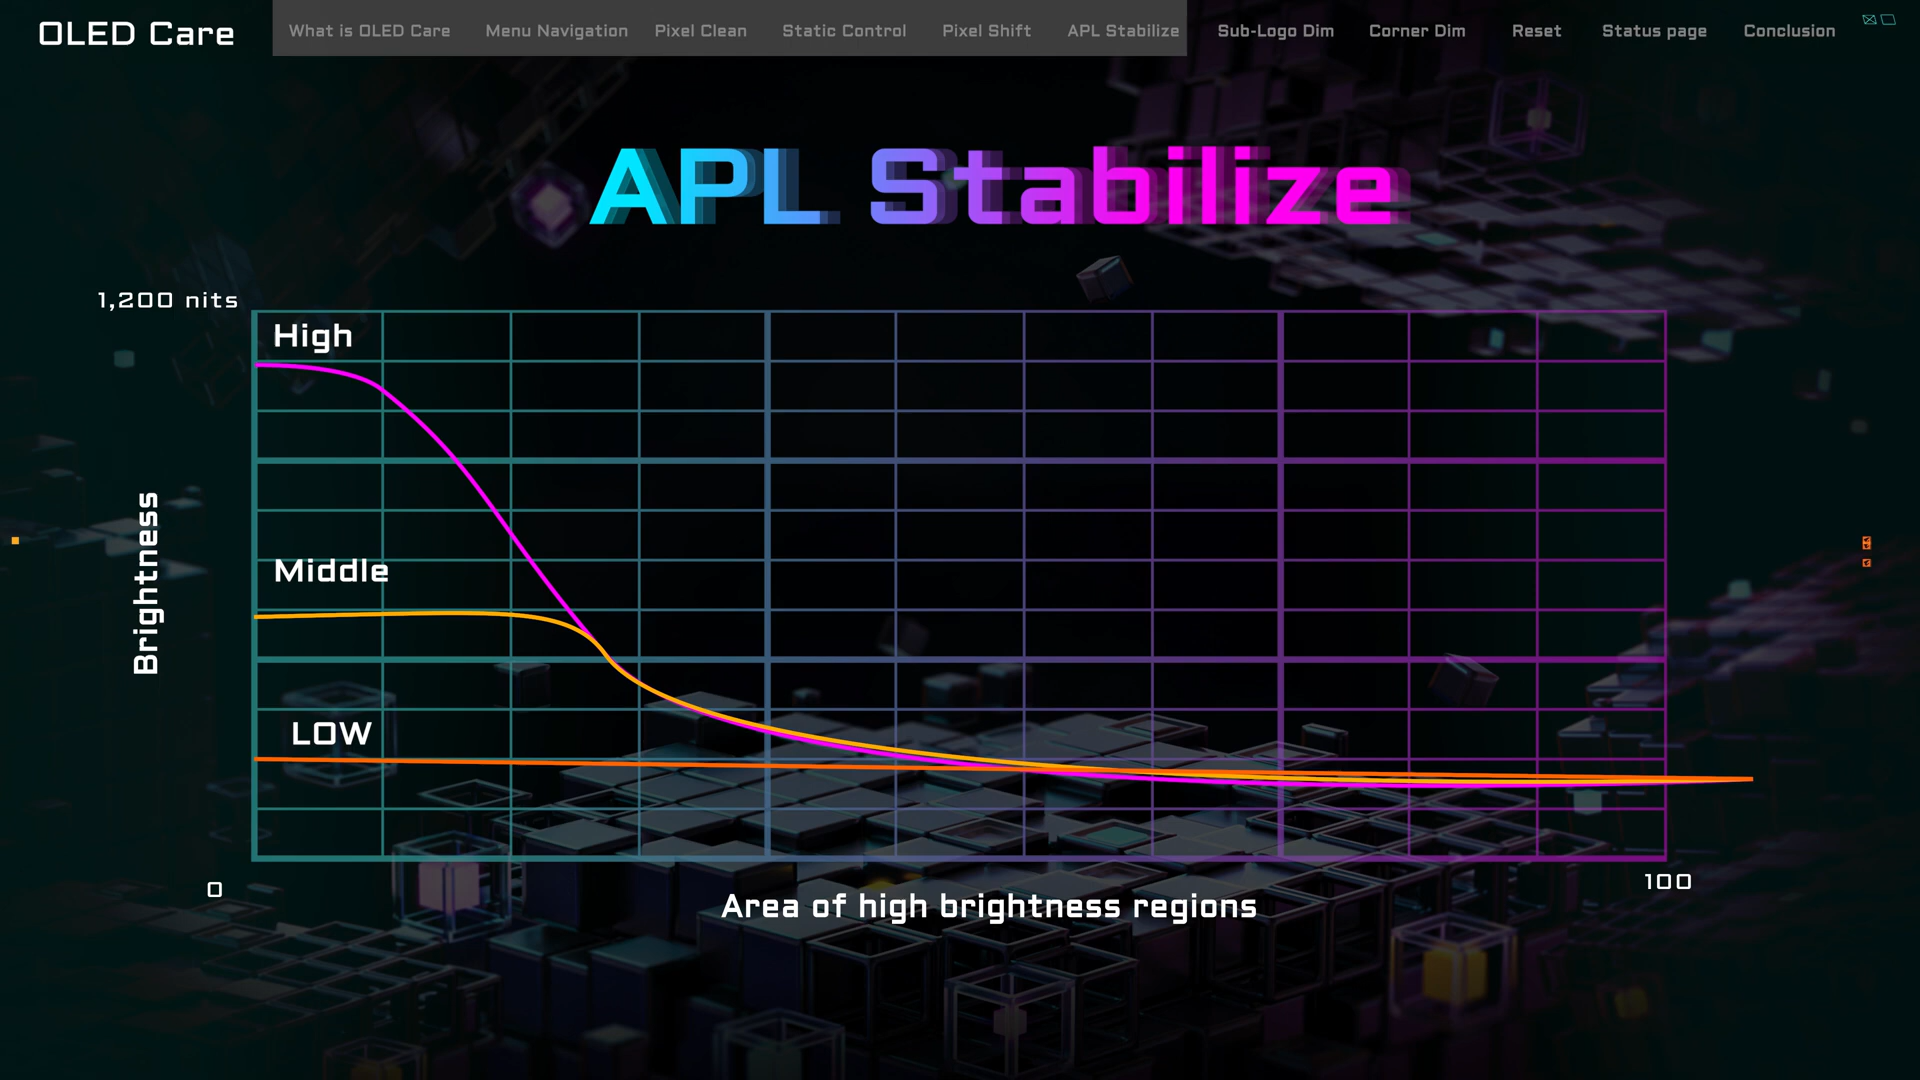 OLED Care
What is OLED Care
Menu Navigation
Pixel Clean
Static Control
Pixel Shift
APL Stabilize
Sub-Logo Dim
Corner Dim
Reset
Status page
Conclusion
APL Stabilize
1,200 nits
High
Middle
LOW
Brightness
0
100
Area of high brightness regions